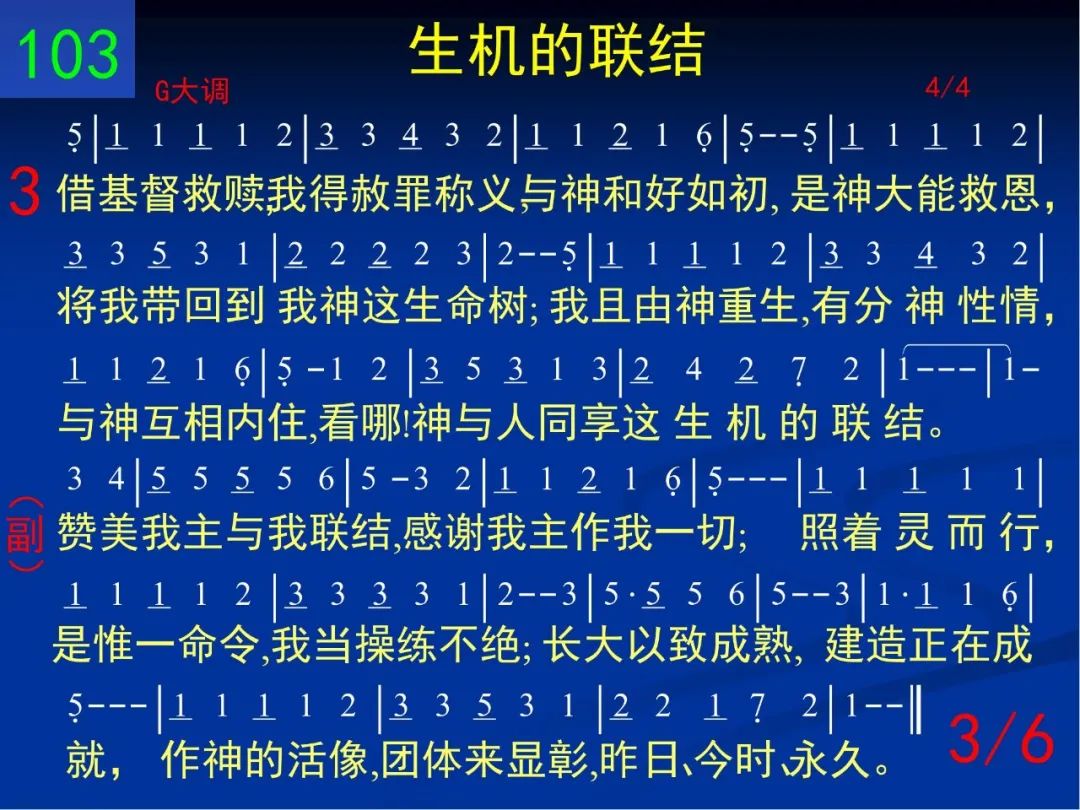 103
生机的联结
G大调 4/4
5̣|1̲ 1 1̲ 1 2|3̲ 3 4̲ 3 2|1̲ 1 2̲ 1 6̣|5̣--5̣|1̲ 1 1̲ 1 2|
3 借基督救赎,我得赦罪称义,与神和好如初, 是神大能救恩,
3̲ 3 5̲ 3 1|2̲ 2 2̲ 2 3|2--5̣|1̲ 1 1̲ 1 2|3̲ 3 4̲ 3 2|
将我带回到 我神这生命树; 我且由神重生,有分 神 性情,
1̲ 1 2̲ 1 6̣|5̣-1 2|3̲ 5 3̲ 1 3|2̲ 4 2̲ 7̣ 2|1---|1-
与神互相内住,看哪!神与人同享这 生 机 的 联 结。
3 4|5̲ 5 5̲ 5 6|5-3 2|1̲ 1 2̲ 1 6̣|5̣---|1̲ 1 1̲ 1 1|
(副) 赞美我主与我联结,感谢我主作我一切; 照着 灵 而 行,
1̲ 1 1̲ 1 2|3̲ 3 3̲ 3 1|2--3|5·5̲ 5 6|5--3|1·1̲ 1 6̣|
是惟一命令,我当操练不绝; 长大以致成熟, 建造正在成
5̣---|1̲ 1 1̲ 1 2|3̲ 3 5̲ 3 1|2̲ 2 1̲ 7̣ 2|1--‖
就, 作神的活像,团体来显彰,昨日、今时、永久。
3/6